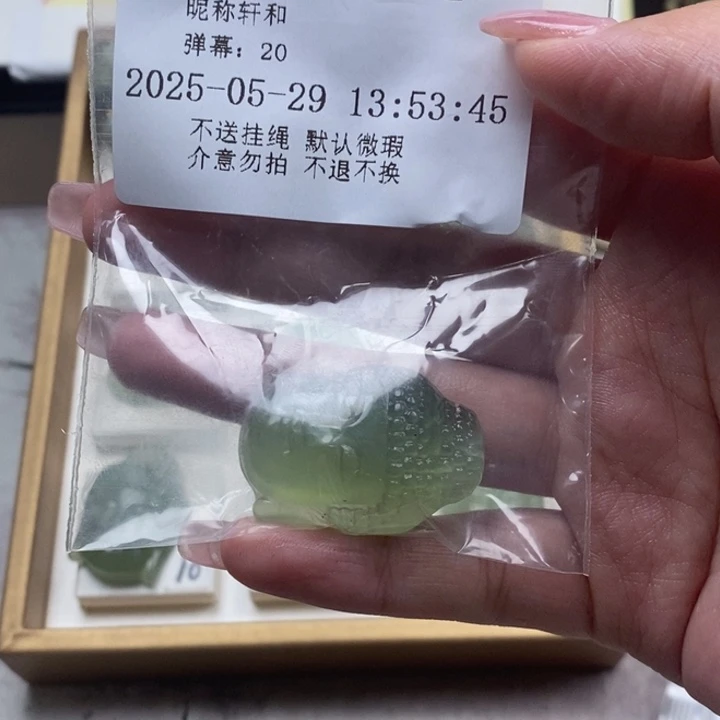 昵称轩和
弹幕：20
2025-05-29 13:53:45
不送挂绳 默认微瑕
介意勿拍 不退不换
10